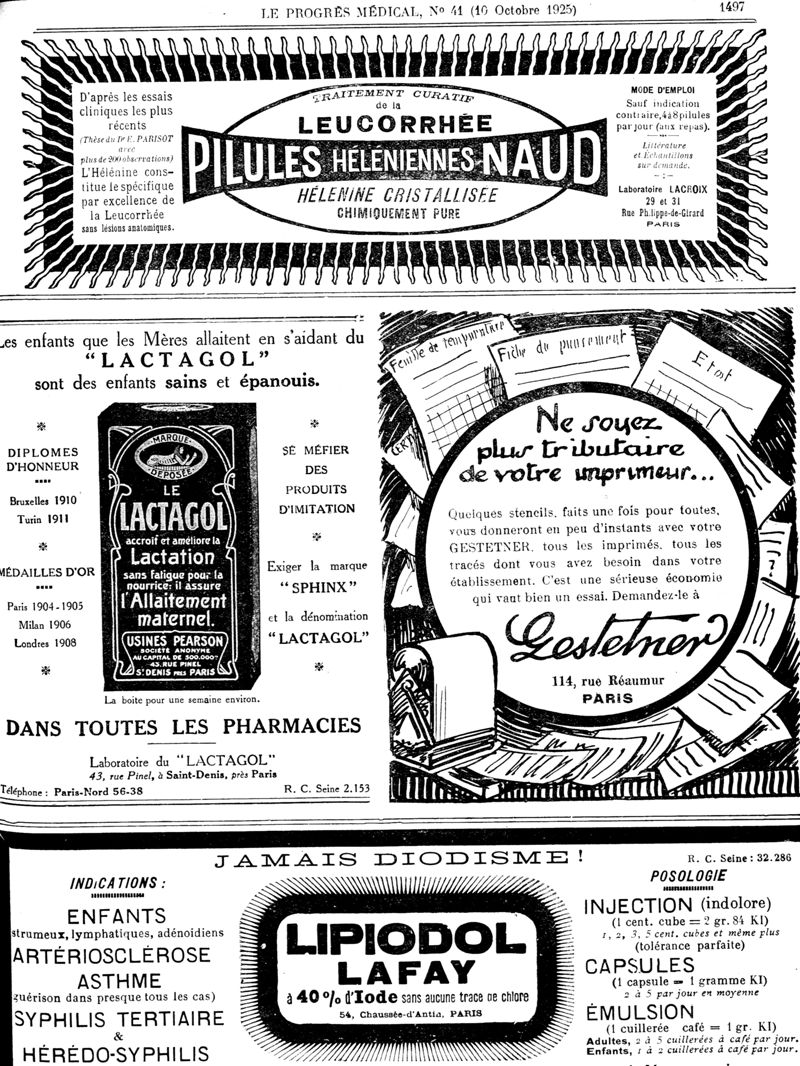 LE PROGRÈS MÉDICAL, No 41 (10 Octobre 1925)
1497
D'après les essais
cliniques les plus
récents
(Thèse du Dr E. PARISOT
avec
plus de 200 observations)
L'Hélénine cons-
titue le spécifique
par excellence de
la Leucorrhée
sans lésions anatomiques.
TRAITEMENT CURATIF
de la
LEUCORRHÉE
PILULES HÉLÉNIENNES NAUD
HÉLENINE CRISTALLISEE
CHIMIQUEMENT PURE
MODE D'EMPLOI
Sauf indication
contraire, 4 à 8 pilules
par jour (aux repas).
Littérature
et Echantillons
sur demande.
Laboratoire LACROIX
29 et 31
Rue Philippe-de-Girard
PARIS
Les enfants que les Mères allaitent en s'aidant du
“LACTAGOL”
sont des enfants sains et épanouis.
DIPLOMES
D'HONNEUR
Bruxelles 1910
Turin 1911
MÉDAILLES D'OR
Paris 1904-1905
Milan 1906
Londres 1908
MARQUE
DÉPOSÉE
LE
LACTAGOL
accroît et améliore la
Lactation
sans fatigue pour la
nourrice: il assure
l'Allaitement
maternel.
USINES PEARSON
SOCIÉTÉ ANONYME
AU CAPITAL DE 500.000
43, RUE PINEL
St DENIS près PARIS
SE MÉFIER
DES
PRODUITS
D'IMITATION
Exiger la marque
“SPHINX”
et la dénomination
“LACTAGOL”
La boite pour une semaine environ.
DANS TOUTES LES PHARMACIES
Laboratoire du “LACTAGOL”
43, rue Pinel, à Saint-Denis, près Paris
Téléphone : Paris-Nord 56-38
R. C. Seine 2.153
Feuille de température
Fiche de pansement
Etat
CERTI
Ne soyez
plus tributaire
de votre imprimeur...
Quelques stencils, faits une fois pour toutes,
vous donneront en peu d'instants avec votre
GESTETNER, tous les imprimés, tous les
tracés dont vous avez besoin dans votre
établissement. C'est une sérieuse économie
qui vaut bien un essai. Demandez-le à
Gestetner
114, rue Réaumur
PARIS
JAMAIS DIODISME !
R. C. Seine : 32.286
INDICATIONS :
ENFANTS
strumeux, lymphatiques, adénoidiens
ARTÉRIOSCLÉROSE
ASTHME
guérison dans presque tous les cas)
SYPHILIS TERTIAIRE
&
HÉRÉDO-SYPHILIS
LIPIODOL
LAFAY
à 40 % d'Iode sans aucune trace de chlore
54, Chaussée-d'Antin, PARIS
POSOLOGIE
INJECTION (indolore)
(1 cent. cube = 2 gr. 84 KI)
1, 2, 3, 5 cent. cubes et même plus
(tolérance parfaite)
CAPSULES
(1 capsule = 1 gramme KI)
2 à 5 par jour en moyenne
ÉMULSION
(1 cuillerée café = 1 gr. KI)
Adultes, 2 à 5 cuillerées à café par jour.
Enfants, 1 à 2 cuillerées à café par jour.